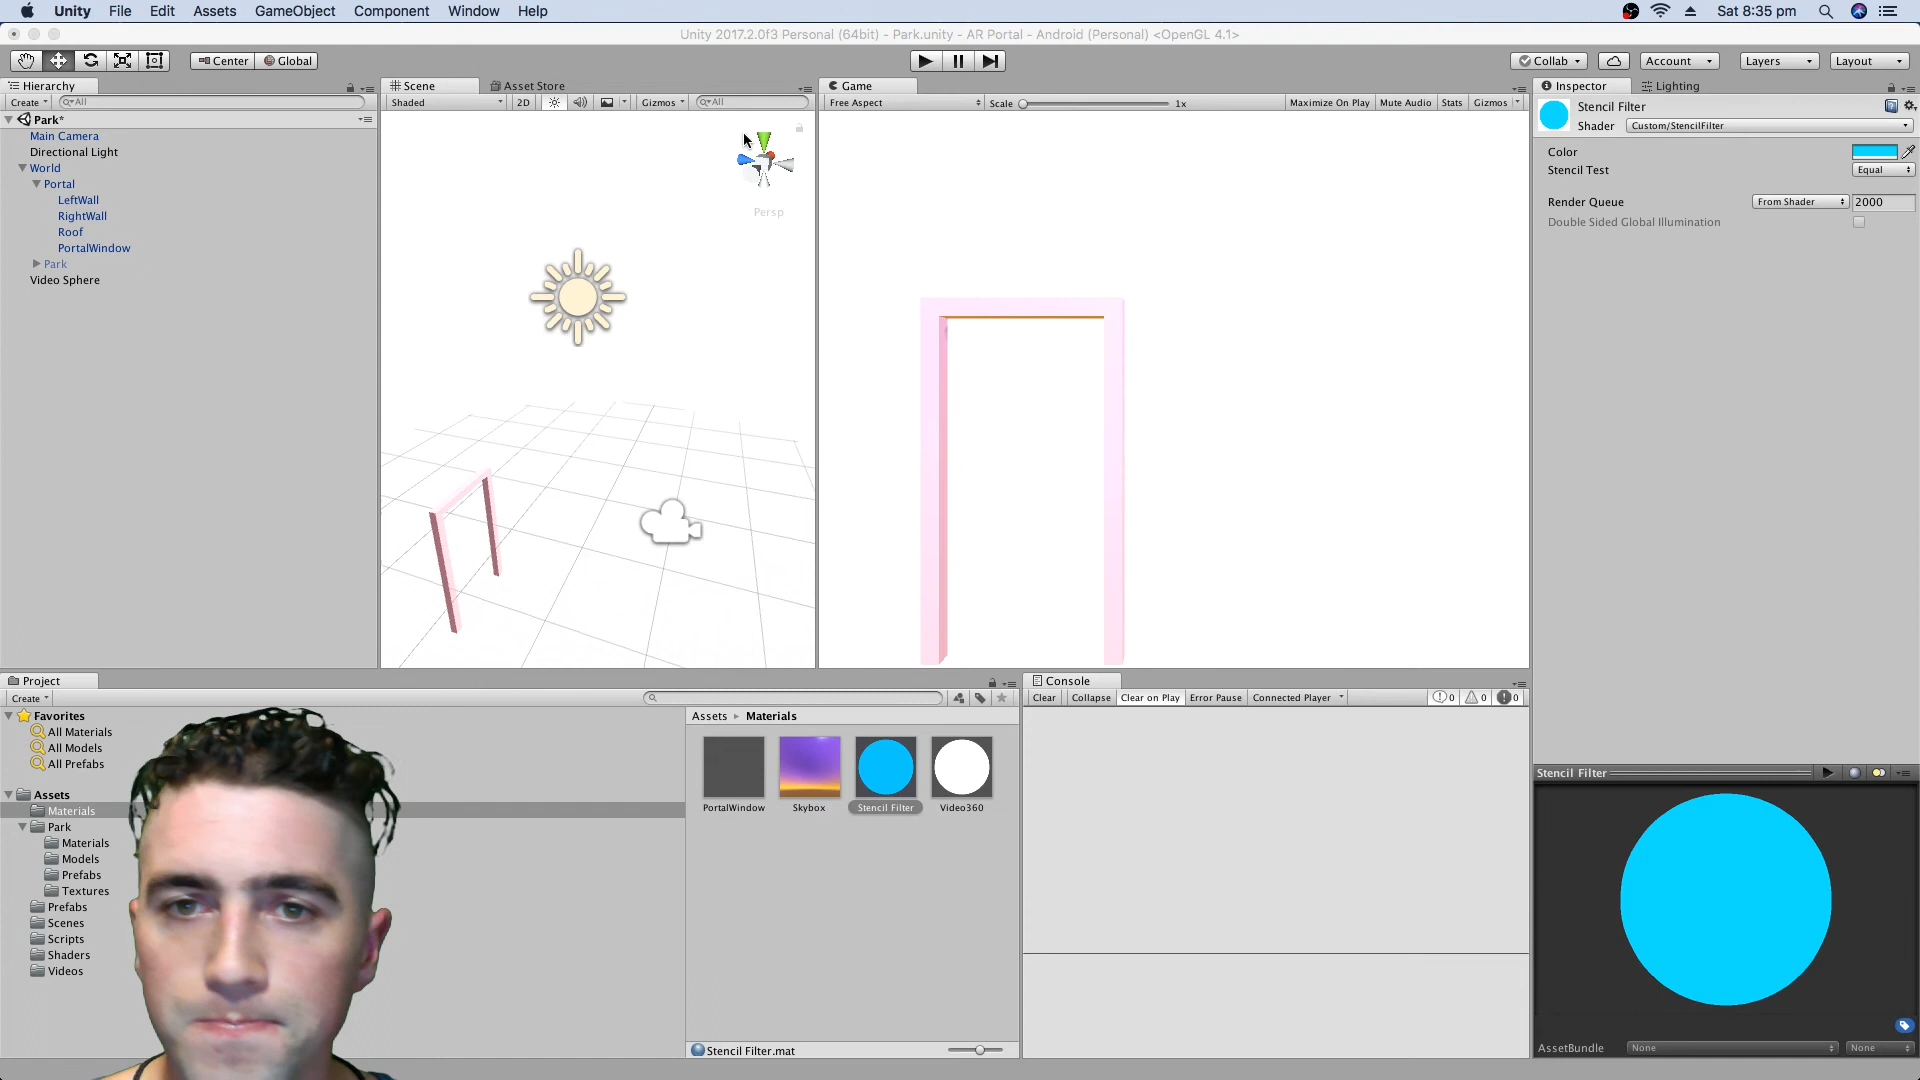 Unity File Edit Assets GameObject Component Window Help Sat 8:35 pm
Unity 2017.2.0f3 Personal (64bit) - Park.unity - AR Portal - Android (Personal) <OpenGL 4.1>
Center Global Collab Account Layers Layout
Hierarchy
Create All
Park*
Main Camera
Directional Light
World
Portal
LeftWall
RightWall
Roof
PortalWindow
Park
Video Sphere
Scene Asset Store
Shaded 2D Gizmos All
Persp
Game
Free Aspect Scale 1x Maximize On Play Mute Audio Stats Gizmos
Inspector Lighting
Stencil Filter
Shader Custom/StencilFilter
Color
Stencil Test Equal
Render Queue From Shader 2000
Double Sided Global Illumination
Project
Create
Favorites
All Materials
All Models
All Prefabs
Assets
Materials
Park
Materials
Models
Prefabs
Textures
Prefabs
Scenes
Scripts
Shaders
Videos
Assets Materials
PortalWindow Skybox Stencil Filter Video360
Stencil Filter.mat
Console
Clear Collapse Clear on Play Error Pause Connected Player 0 0 0
Stencil Filter
AssetBundle None None